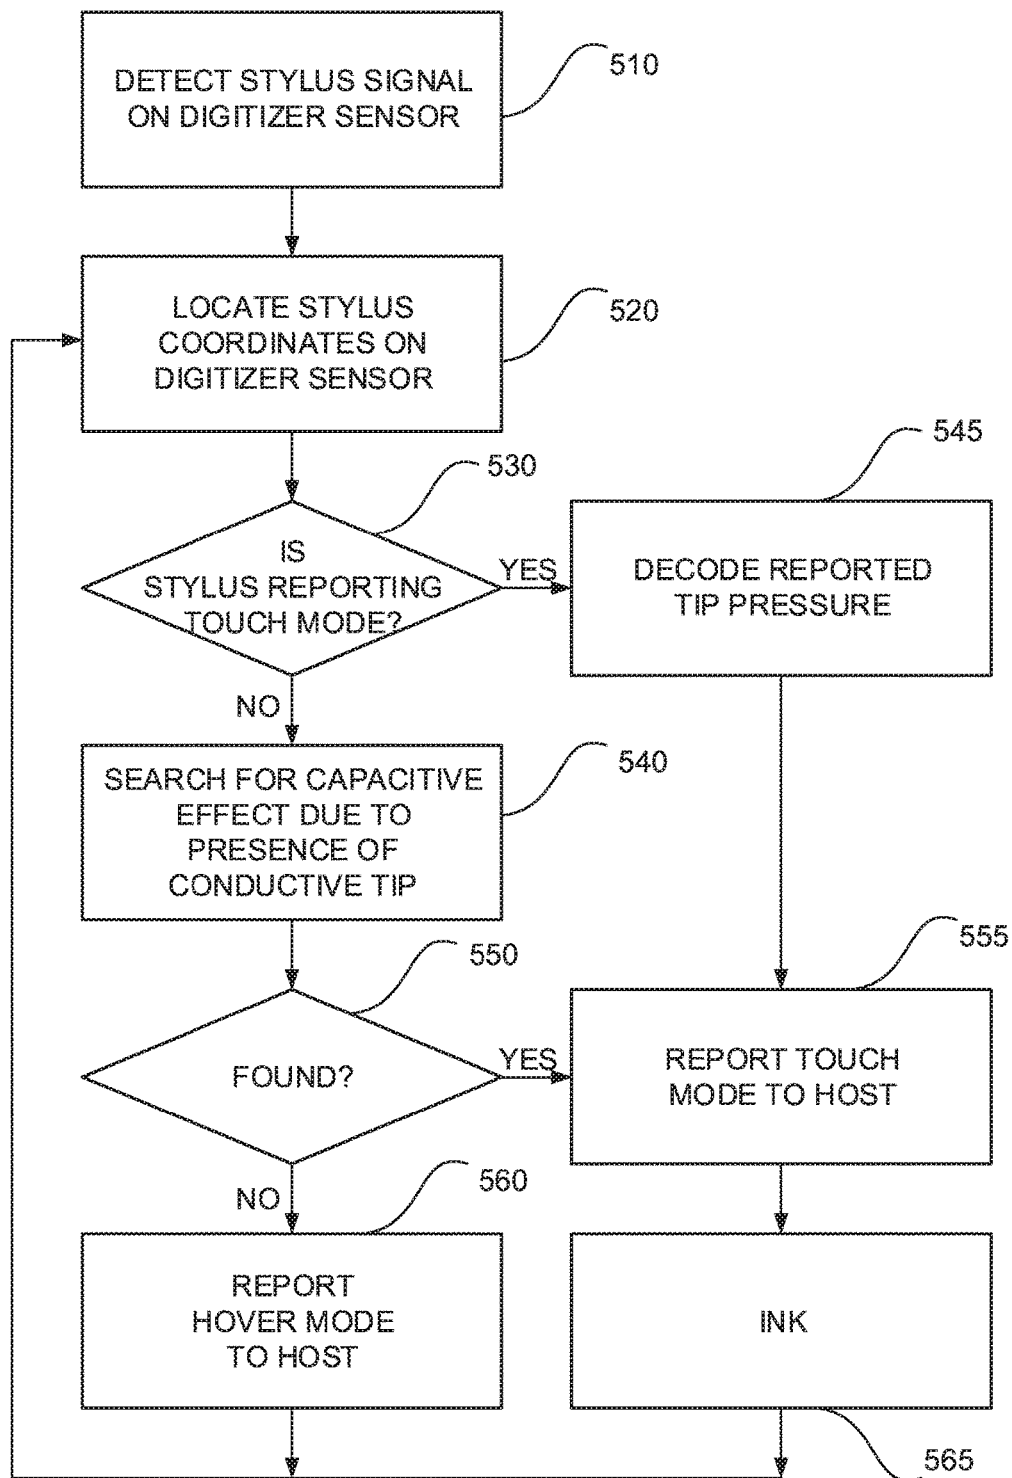 DETECT STYLUS SIGNAL
ON DIGITIZER SENSOR
510
LOCATE STYLUS
COORDINATES ON
DIGITIZER SENSOR
520
530
IS
STYLUS REPORTING
TOUCH MODE?
YES
NO
545
DECODE REPORTED
TIP PRESSURE
SEARCH FOR CAPACITIVE
EFFECT DUE TO
PRESENCE OF
CONDUCTIVE TIP
540
550
FOUND?
YES
NO
555
REPORT TOUCH
MODE TO HOST
560
REPORT
HOVER MODE
TO HOST
INK
565